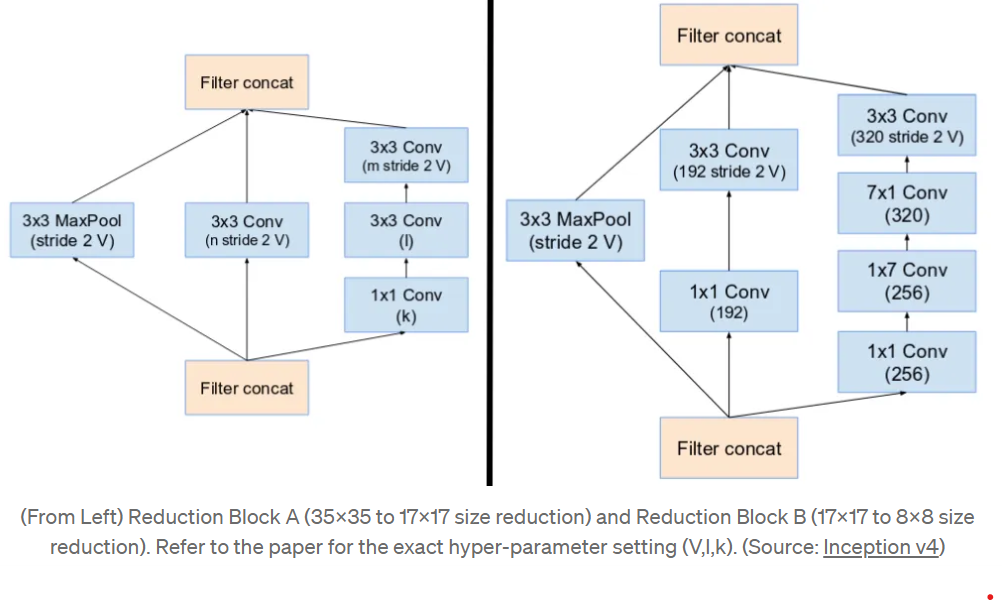 Filter concat
3x3 MaxPool
(stride 2 V)
3x3 Conv
(n stride 2 V)
3x3 Conv
(m stride 2 V)
3x3 Conv
(l)
1x1 Conv
(k)
Filter concat
Filter concat
3x3 MaxPool
(stride 2 V)
3x3 Conv
(192 stride 2 V)
1x1 Conv
(192)
3x3 Conv
(320 stride 2 V)
7x1 Conv
(320)
1x7 Conv
(256)
1x1 Conv
(256)
Filter concat
(From Left) Reduction Block A (35×35 to 17×17 size reduction) and Reduction Block B (17×17 to 8×8 size
reduction). Refer to the paper for the exact hyper-parameter setting (V,l,k). (Source: Inception v4)